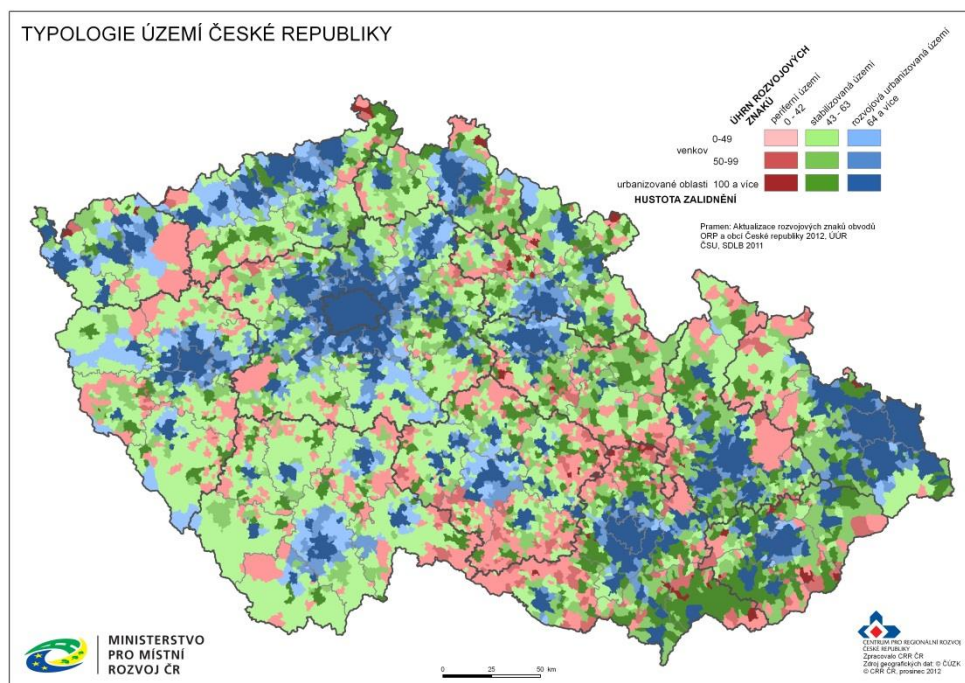 TYPOLOGIE ÚZEMÍ ČESKÉ REPUBLIKY
ÚHRN ROZVOJOVÝCH
ZNAKŮ
periferní území
0 - 42
stabilizovaná území
43 - 63
rozvojová urbanizovaná území
64 a více
0-49
venkov
50-99
urbanizované oblasti 100 a více
HUSTOTA ZALIDNĚNÍ
Pramen: Aktualizace rozvojových znaků obvodů
ORP a obcí České republiky 2012, ÚÚR
ČSU, SDLB 2011
MINISTERSTVO
PRO MÍSTNÍ
ROZVOJ ČR
0 25 50 km
CENTRUM PRO REGIONÁLNÍ ROZVOJ
ČESKÉ REPUBLIKY
Zpracovalo CRR ČR
Zdroj geografických dat: © ČÚZK
© CRR ČR, prosinec 2012